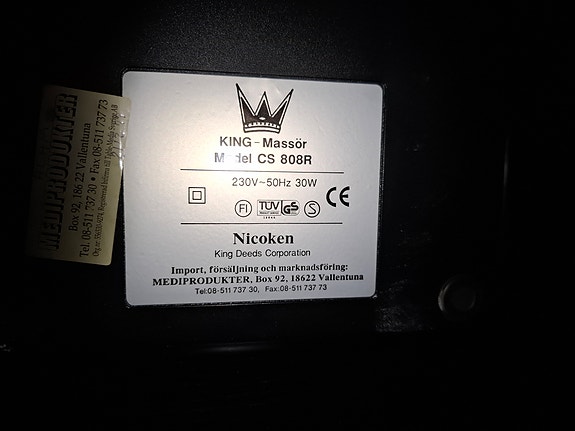 KING-Massör
Model CS 808R
230V~50Hz 30W
CE
FI TÜV GS S
Nicoken
King Deeds Corporation
Import, försäljning och marknadsföring:
MEDIPRODUKTER, Box 92, 18622 Vallentuna
Tel:08-511 737 30, Fax:08-511 737 73
MEDIPRODUKTER
Box 92, 186 22 Vallentuna
Tel. 08-511 737 30 • Fax 08-511 737 73